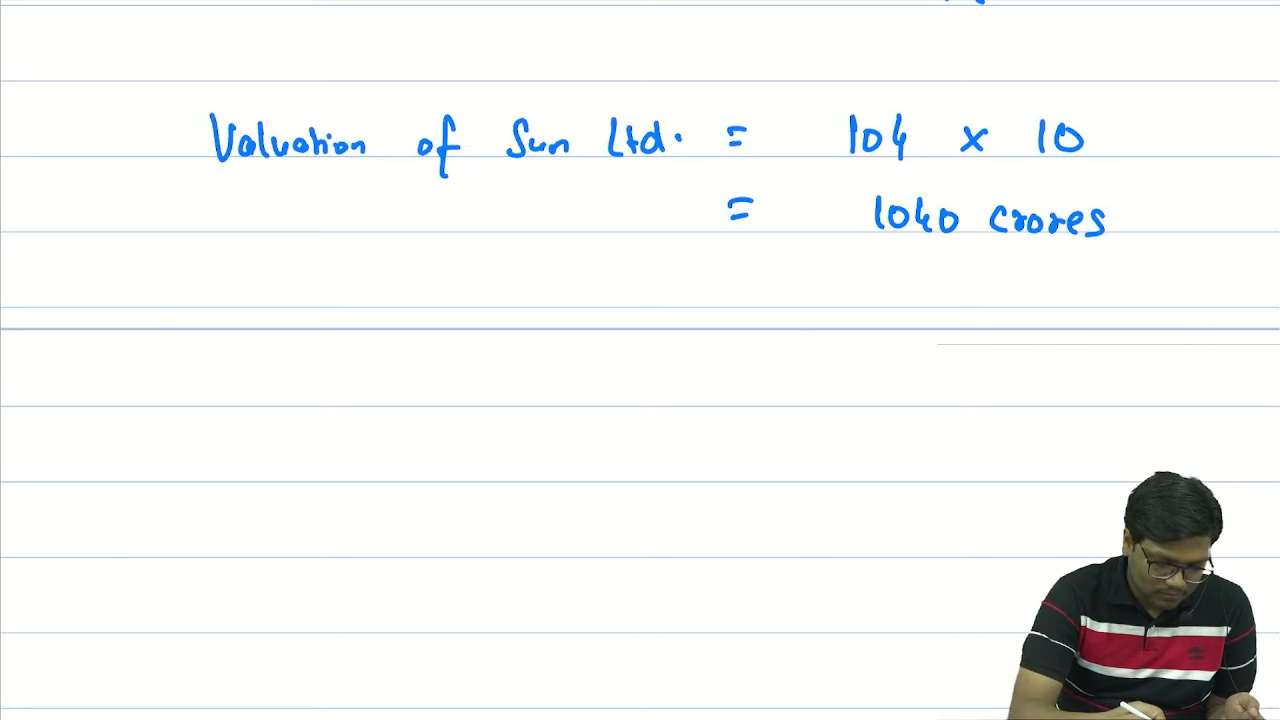 Valuation of Sun Ltd. = 104 x 10
= 1040 crores